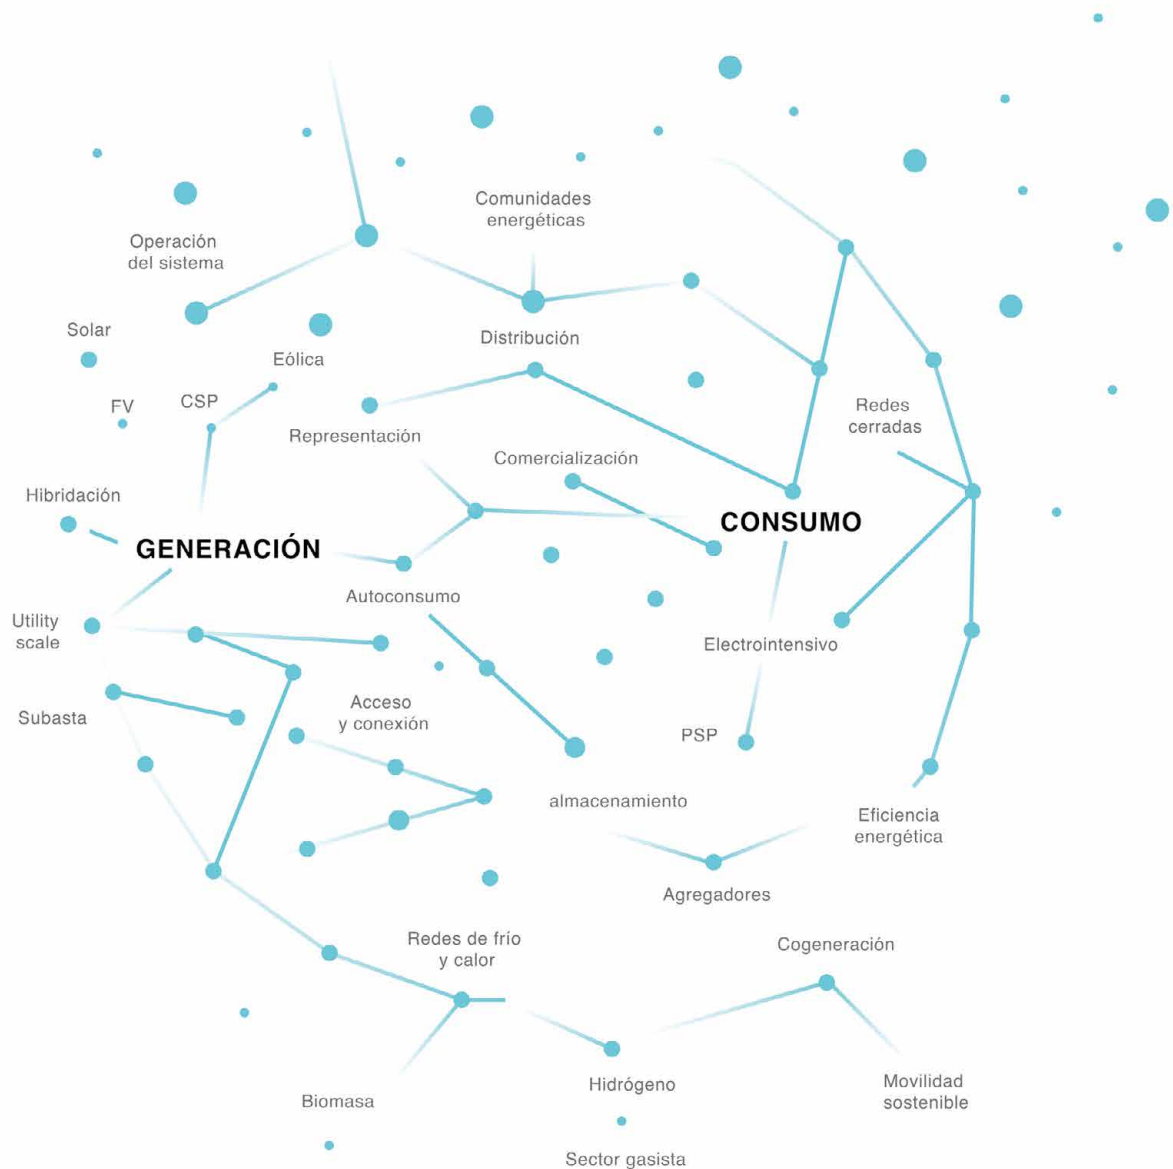 Comunidades
energéticas
Operación
del sistema
Solar
Distribución
Eólica
FV
CSP
Redes
cerradas
Representación
Comercialización
Hibridación
CONSUMO
GENERACIÓN
Autoconsumo
Utility
scale
Electrointensivo
Acceso
y conexión
Subasta
PSP
almacenamiento
Eficiencia
energética
Agregadores
Redes de frío
y calor
Cogeneración
Hidrógeno
Movilidad
sostenible
Biomasa
Sector gasista